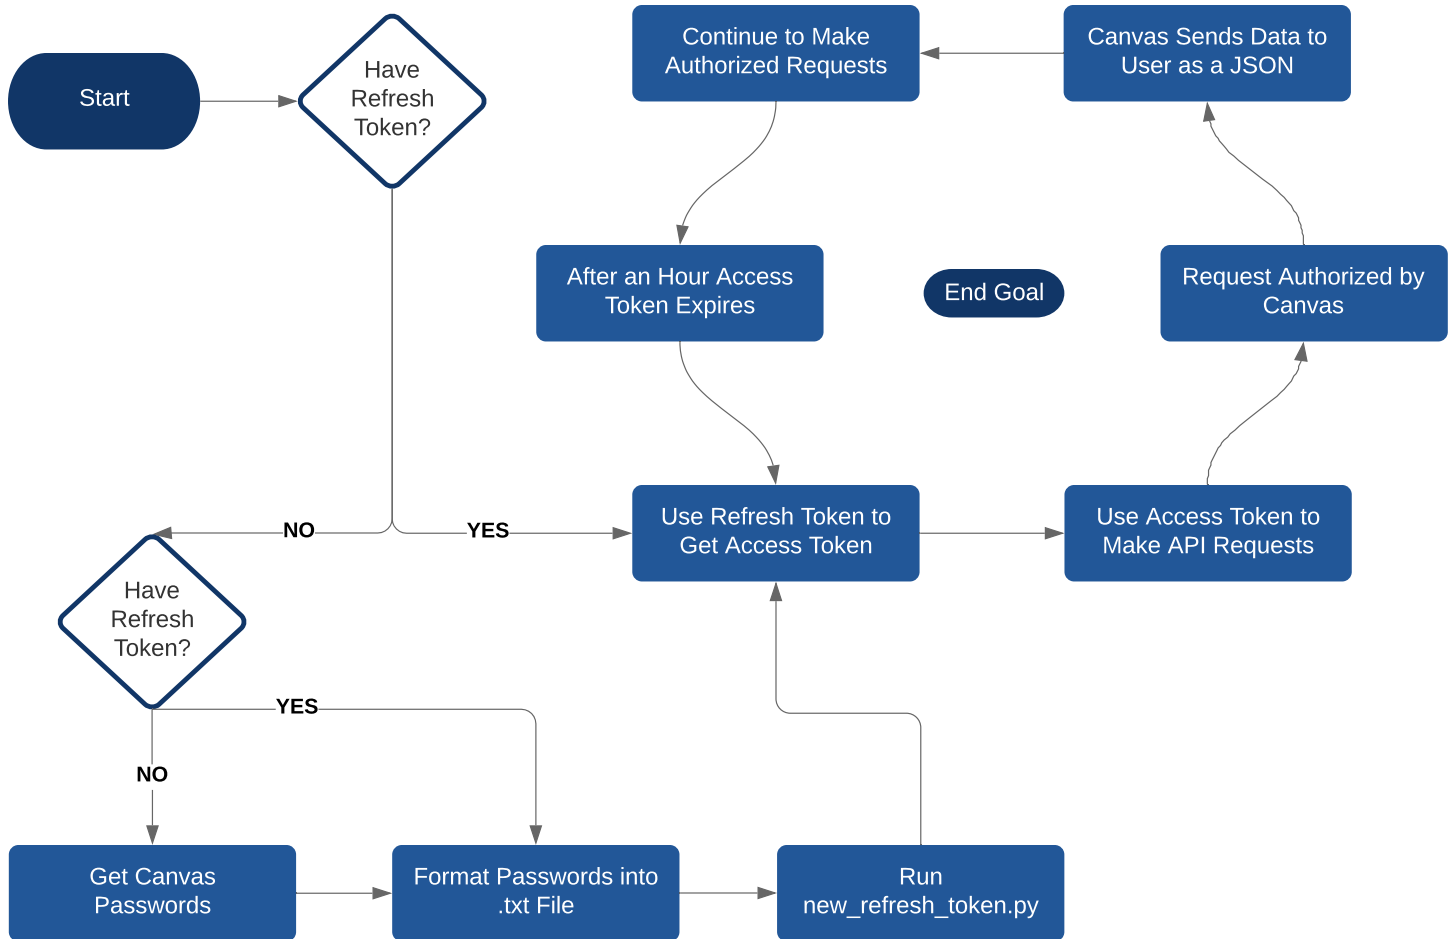 Start
Have
Refresh
Token?
Continue to Make
Authorized Requests
Canvas Sends Data to
User as a JSON
After an Hour Access
Token Expires
End Goal
Request Authorized by
Canvas
NO
YES
Use Refresh Token to
Get Access Token
Use Access Token to
Make API Requests
Have
Refresh
Token?
YES
NO
Get Canvas
Passwords
Format Passwords into
.txt File
Run
new_refresh_token.py